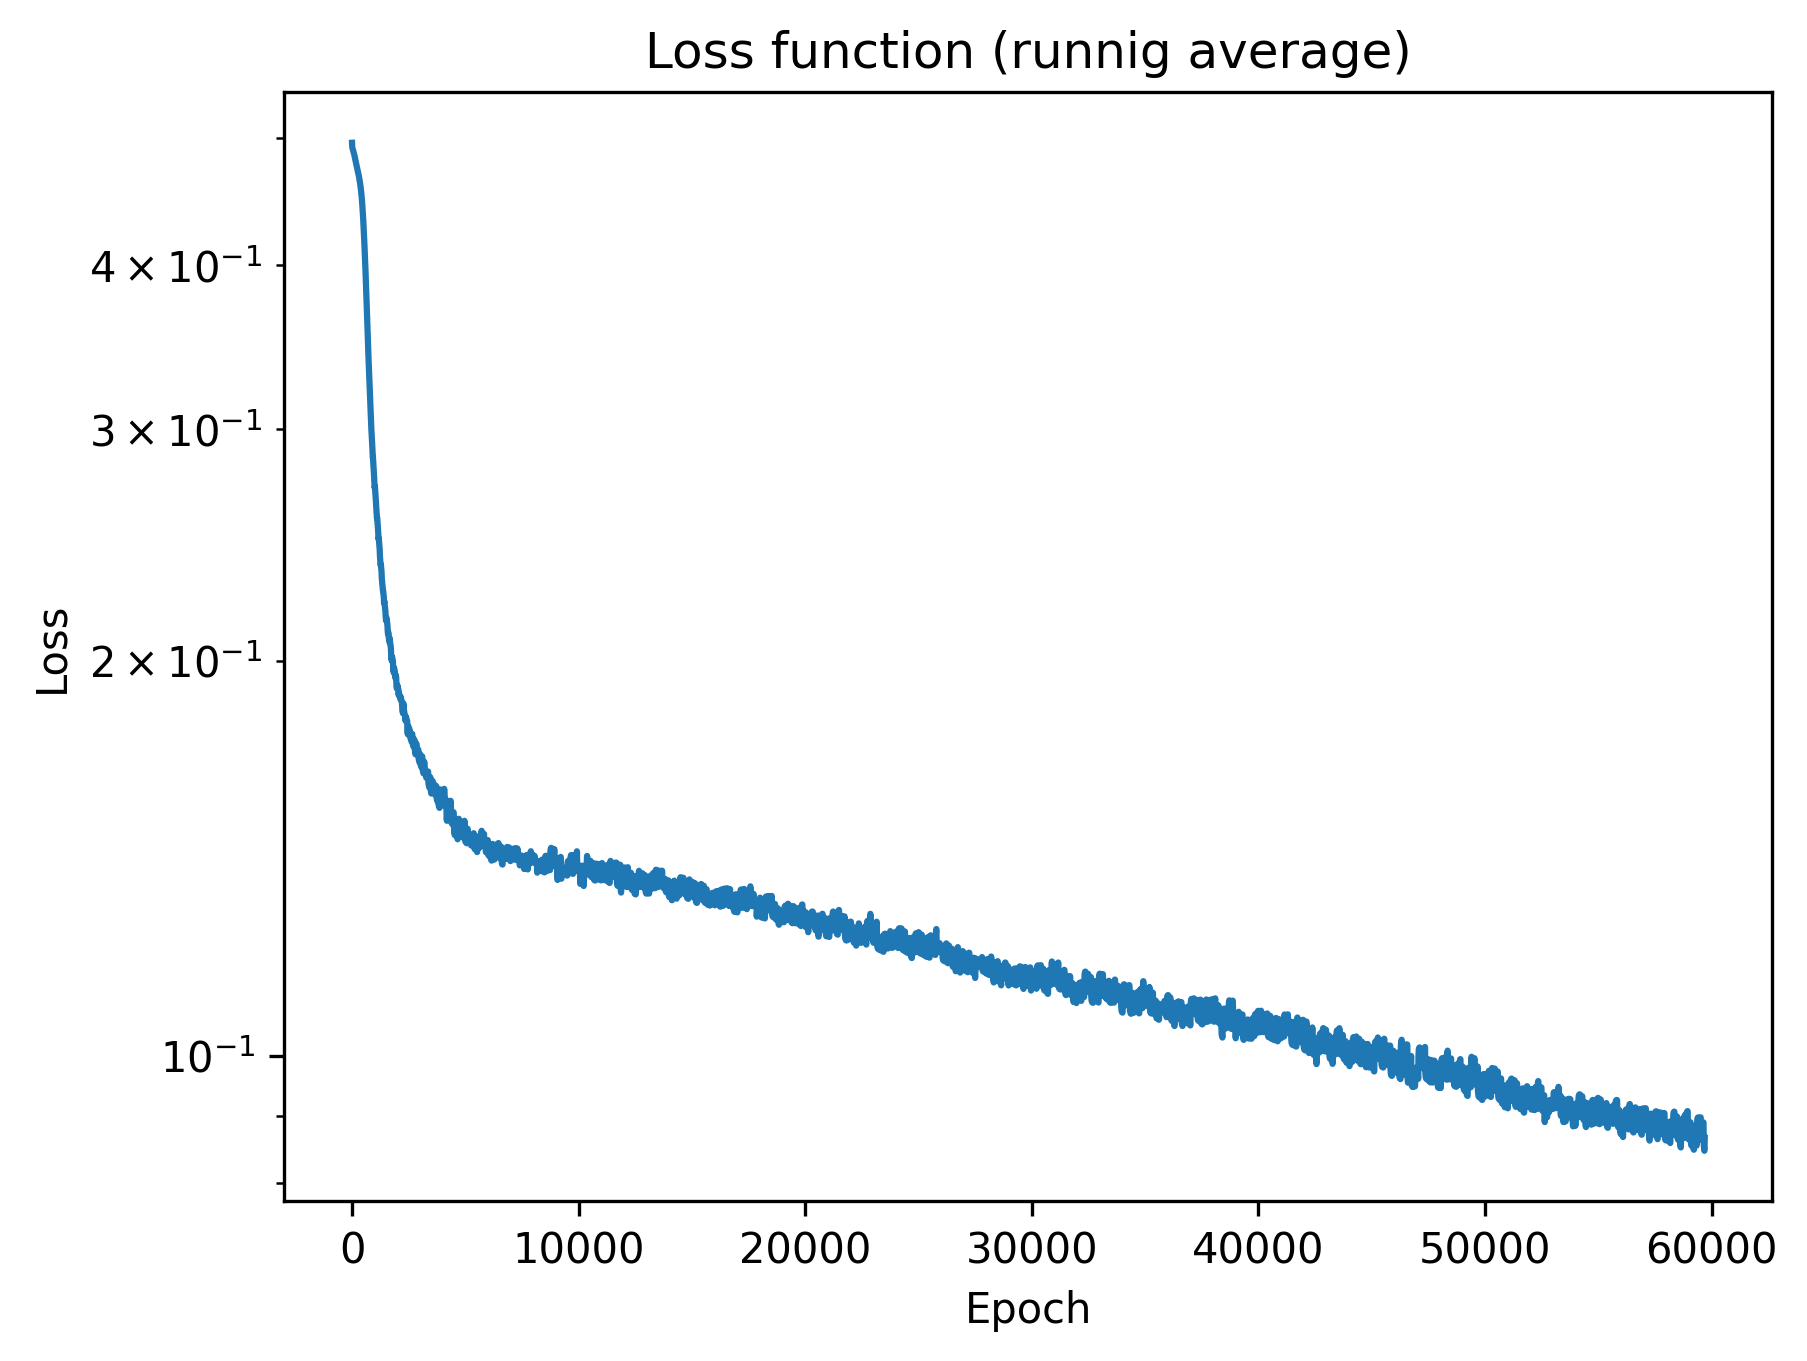 Loss function (runnig average)
Loss
4 × 10⁻¹
3 × 10⁻¹
2 × 10⁻¹
10⁻¹
0 10000 20000 30000 40000 50000 60000
Epoch